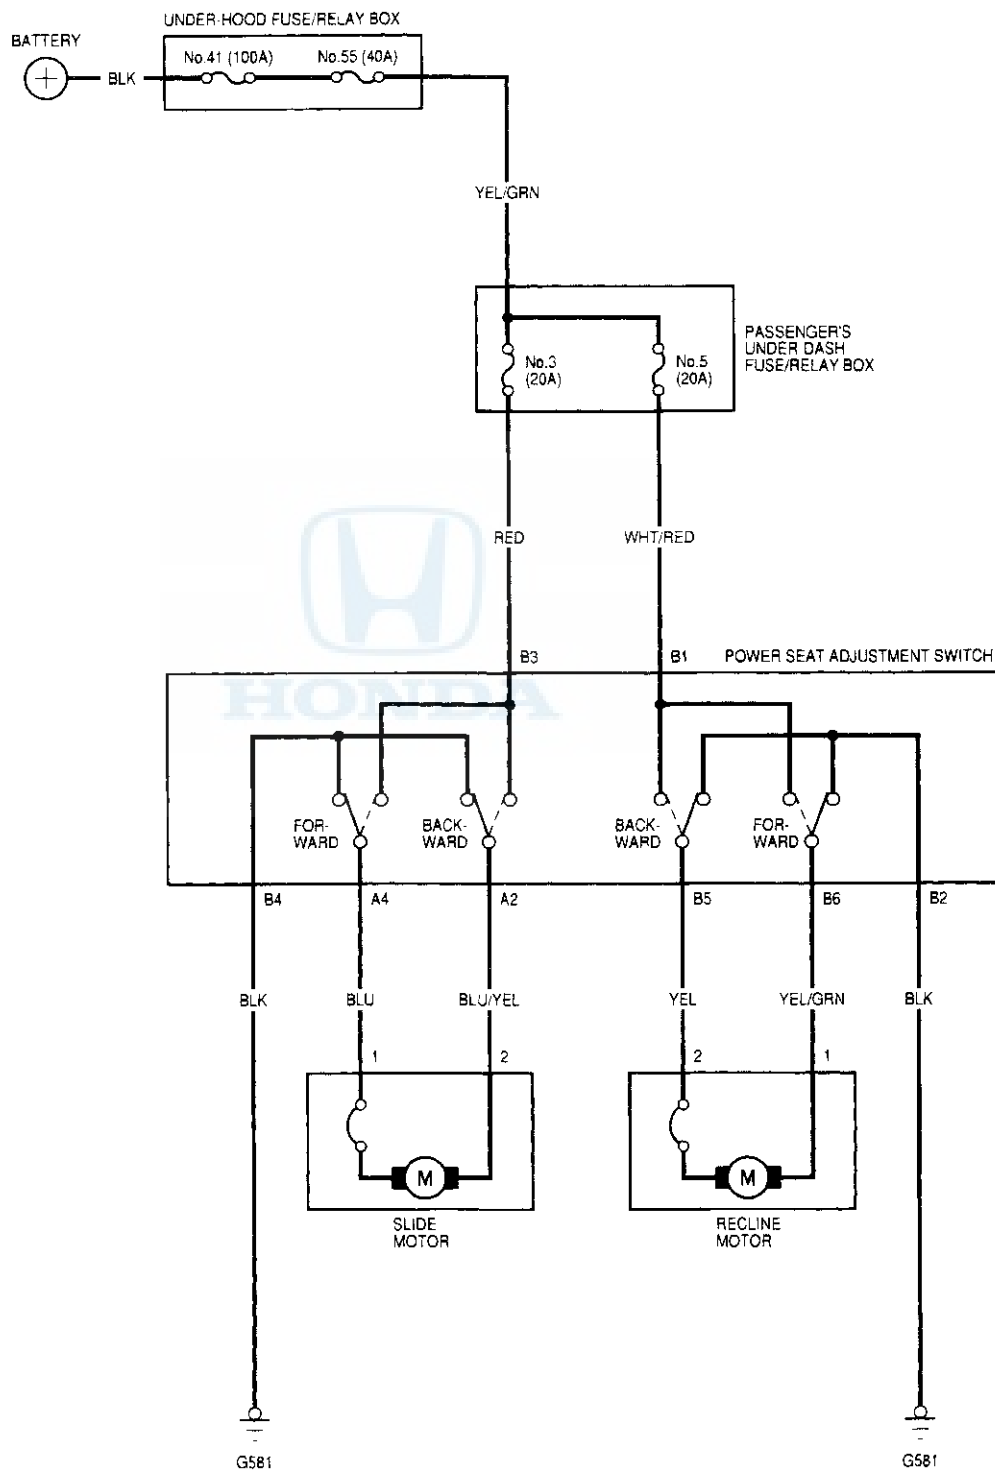 UNDER-HOOD FUSE/RELAY BOX
BATTERY
No.41 (100A)
No.55 (40A)
+
BLK
YEL/GRN
PASSENGER'S
UNDER DASH
FUSE/RELAY BOX
No.3
(20A)
No.5
(20A)
RED
WHT/RED
B3
B1
POWER SEAT ADJUSTMENT SWITCH
HONDA
FOR-
WARD
BACK-
WARD
BACK-
WARD
FOR-
WARD
B4
A4
A2
B5
B6
B2
BLK
BLU
BLU/YEL
YEL
YEL/GRN
BLK
1
2
2
1
M
M
SLIDE
MOTOR
RECLINE
MOTOR
G581
G581